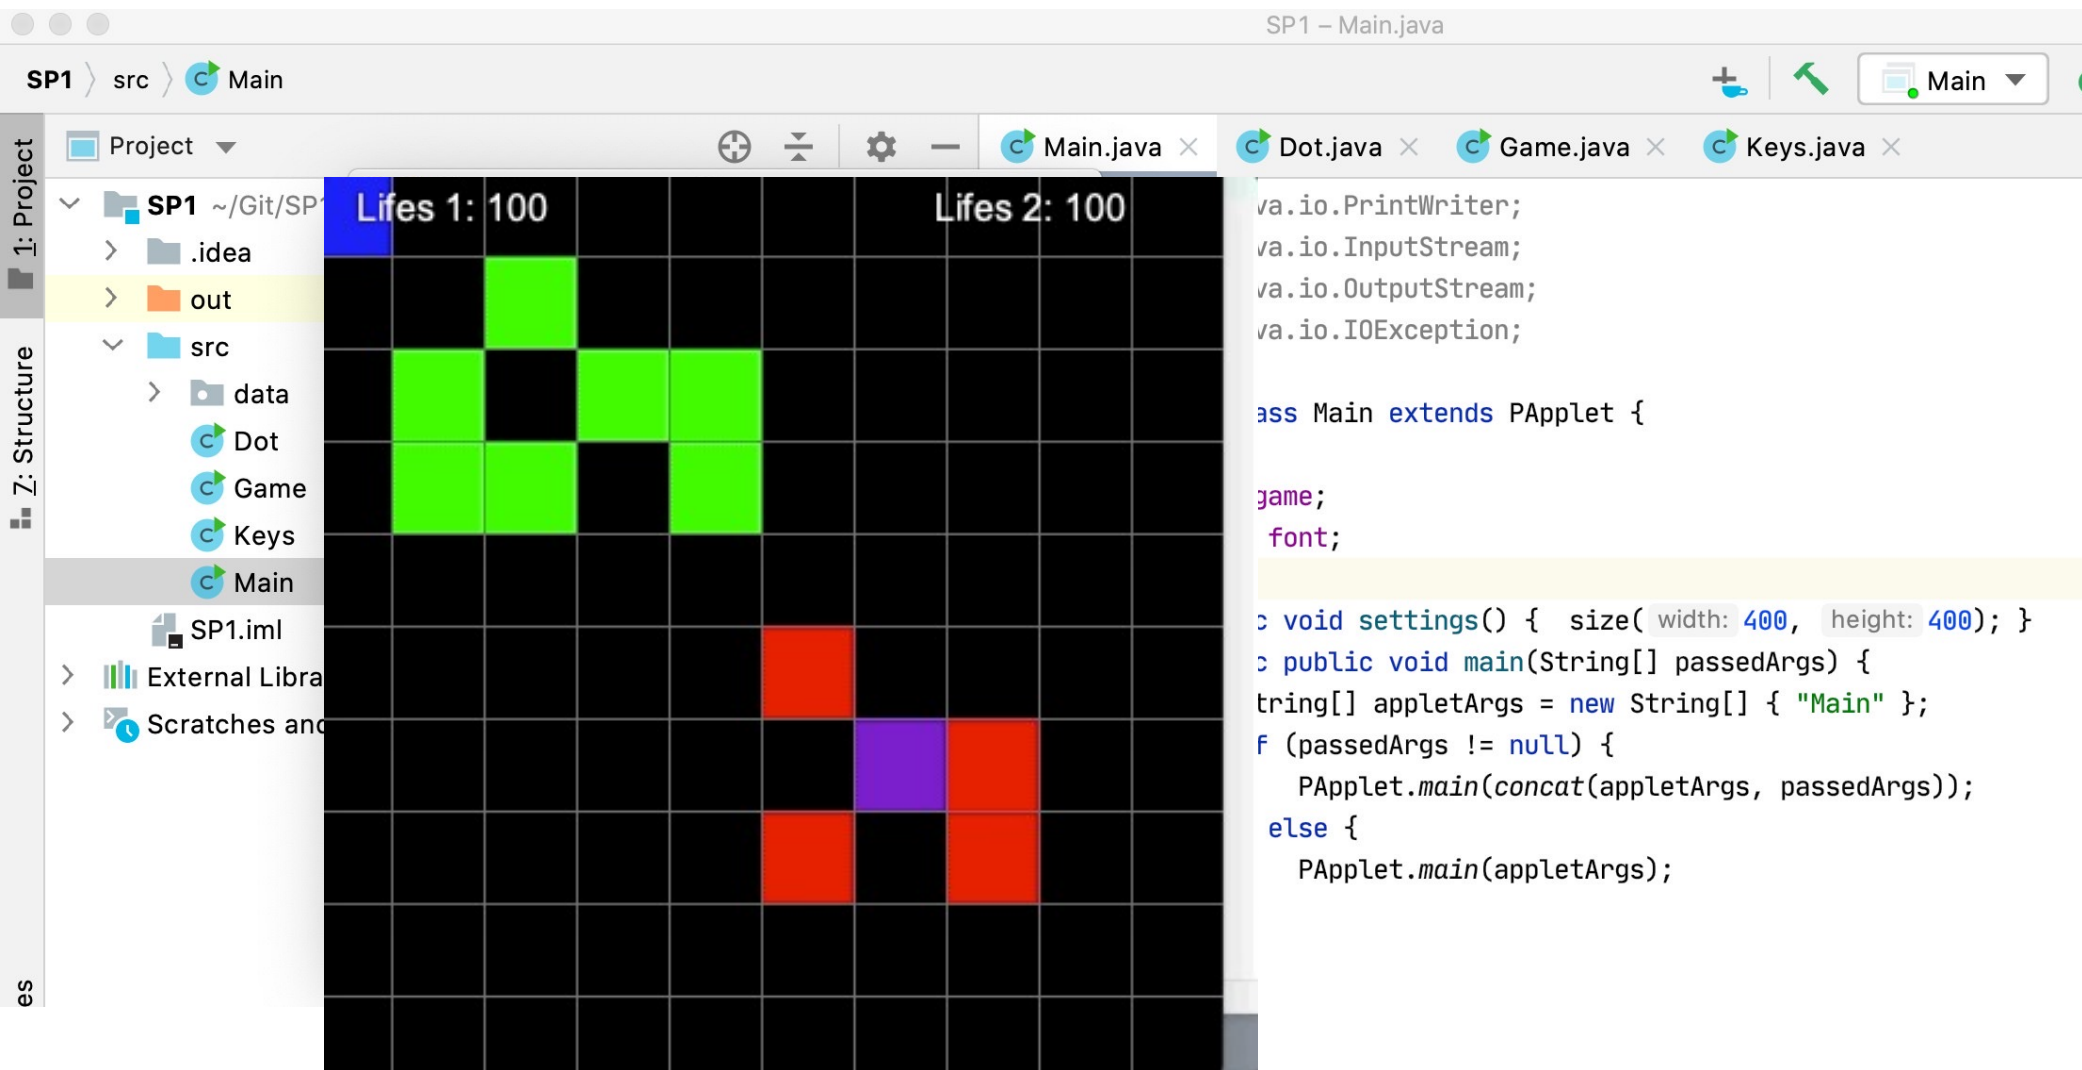 SP1 – Main.java
SP1 src Main
Main
Project
Main.java
Dot.java
Game.java
Keys.java
1: Project
7: Structure
es
SP1 ~/Git/SP1
.idea
out
src
data
Dot
Game
Keys
Main
SP1.iml
External Libra
Scratches and
Lifes 1: 100
Lifes 2: 100
va.io.PrintWriter;
va.io.InputStream;
va.io.OutputStream;
va.io.IOException;
ass Main extends PApplet {
game;
font;
c void settings() { size( width: 400, height: 400); }
c public void main(String[] passedArgs) {
tring[] appletArgs = new String[] { "Main" };
f (passedArgs != null) {
PApplet.main(concat(appletArgs, passedArgs));
else {
PApplet.main(appletArgs);